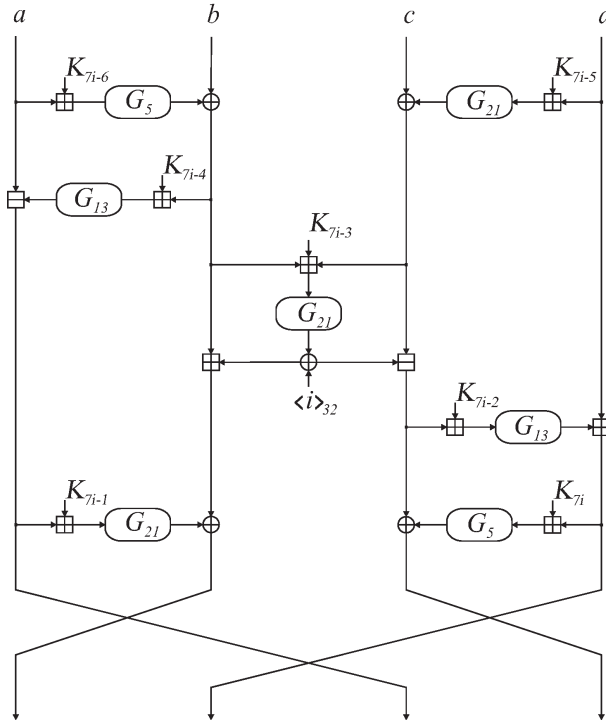 a b c d
K7i-6 K7i-5
G5 G21
K7i-4
G13
K7i-3
G21
<i>32
K7i-2
G13
K7i-1 K7i
G21 G5